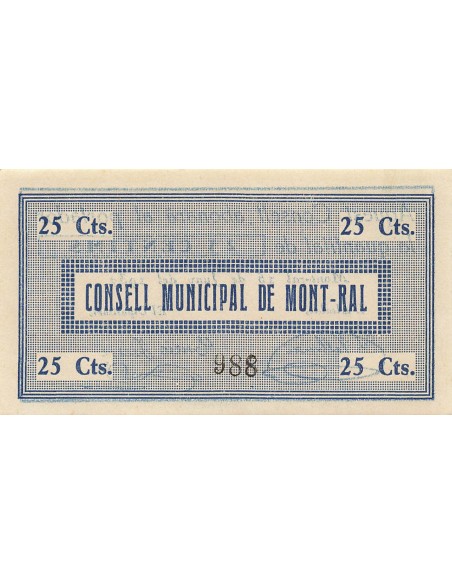 25 Cts. 25 Cts.
CONSELL MUNICIPAL DE MONT-RAL
25 Cts. 988 25 Cts.